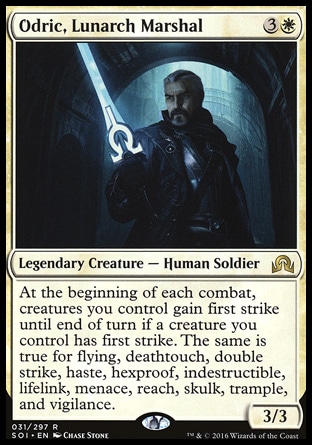 Odric, Lunarch Marshal 3
Legendary Creature — Human Soldier
At the beginning of each combat,
creatures you control gain first strike
until end of turn if a creature you
control has first strike. The same is
true for flying, deathtouch, double
strike, haste, hexproof, indestructible,
lifelink, menace, reach, skulk, trample,
and vigilance.
3/3
031/297 R
SOI • EN Chase Stone
™ & © 2016 Wizards of the Coast